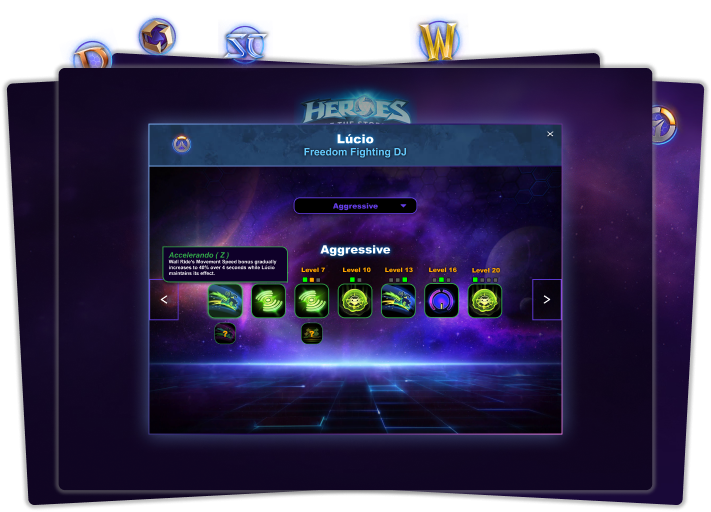 D
SC
W
HEROES
Lúcio
Freedom Fighting DJ
Aggressive
Aggressive
Accelerando ( Z )
Wall Ride's Movement Speed bonus gradually
increases to 40% over 4 seconds while Lúcio
maintains its effect.
Level 7
Level 10
Level 13
Level 16
Level 20